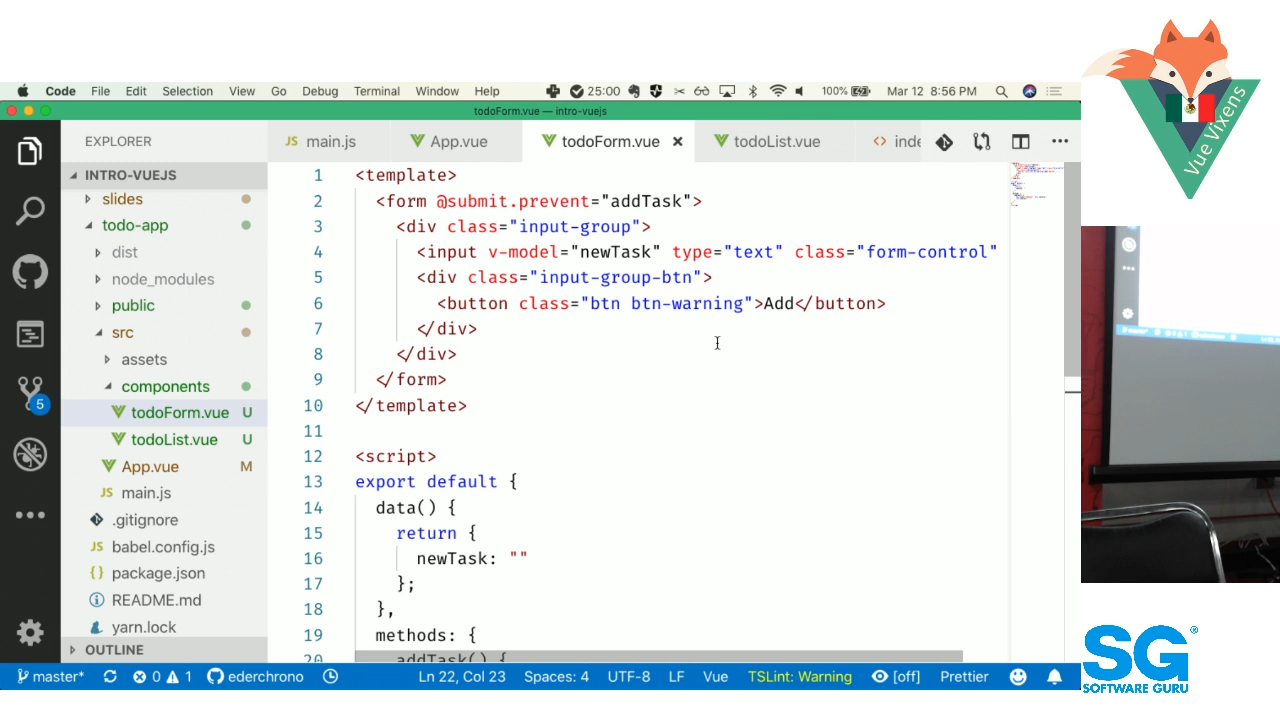 Code File Edit Selection View Go Debug Terminal Window Help 25:00 100% Mar 12 8:56 PM
todoForm.vue — intro-vuejs
EXPLORER
JS main.js
App.vue
todoForm.vue
todoList.vue
<> inde
INTRO-VUEJS
slides
todo-app
dist
node_modules
public
src
assets
components
todoForm.vue U
todoList.vue U
App.vue M
JS main.js
.gitignore
JS babel.config.js
{} package.json
README.md
yarn.lock
OUTLINE
5
1 <template>
2 <form @submit.prevent="addTask">
3 <div class="input-group">
4 <input v-model="newTask" type="text" class="form-control"
5 <div class="input-group-btn">
6 <button class="btn btn-warning">Add</button>
7 </div>
8 </div>
9 </form>
10 </template>
11
12 <script>
13 export default {
14 data() {
15 return {
16 newTask: ""
17 };
18 },
19 methods: {
20 addTask() {
master* 0 1 ederchrono Ln 22, Col 23 Spaces: 4 UTF-8 LF Vue TSLint: Warning [off] Prettier
Vue Vixens
SG®
SOFTWARE GURU